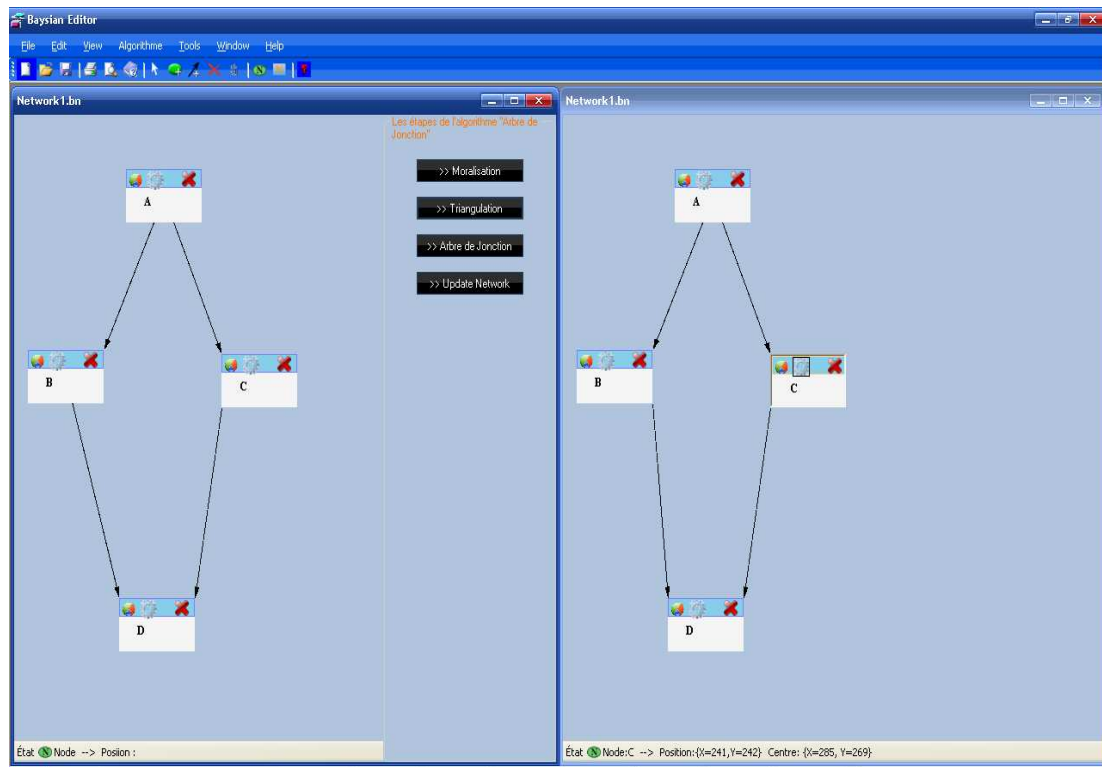 Baysian Editor
File Edit View Algorithme Tools Window Help
Network1.bn
Les étapes de l'algorithme "Arbre de
Jonction"
>> Moralisation
>> Triangulation
>> Arbre de Jonction
>> Update Network
A
B
C
D
État N Node --> Posion :
Network1.bn
A
B
C
D
État N Node:C --> Position:{X=241,Y=242} Centre: {X=285, Y=269}